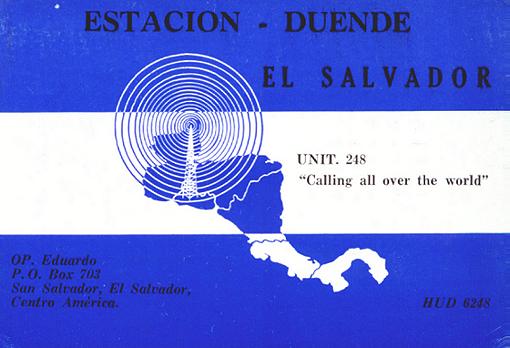 ESTACION - DUENDE
EL SALVADOR
UNIT. 248
"Calling all over the world"
OP. Eduardo
P.O. Box 703
San Salvador, El Salvador,
Centro América.
HUD 6248